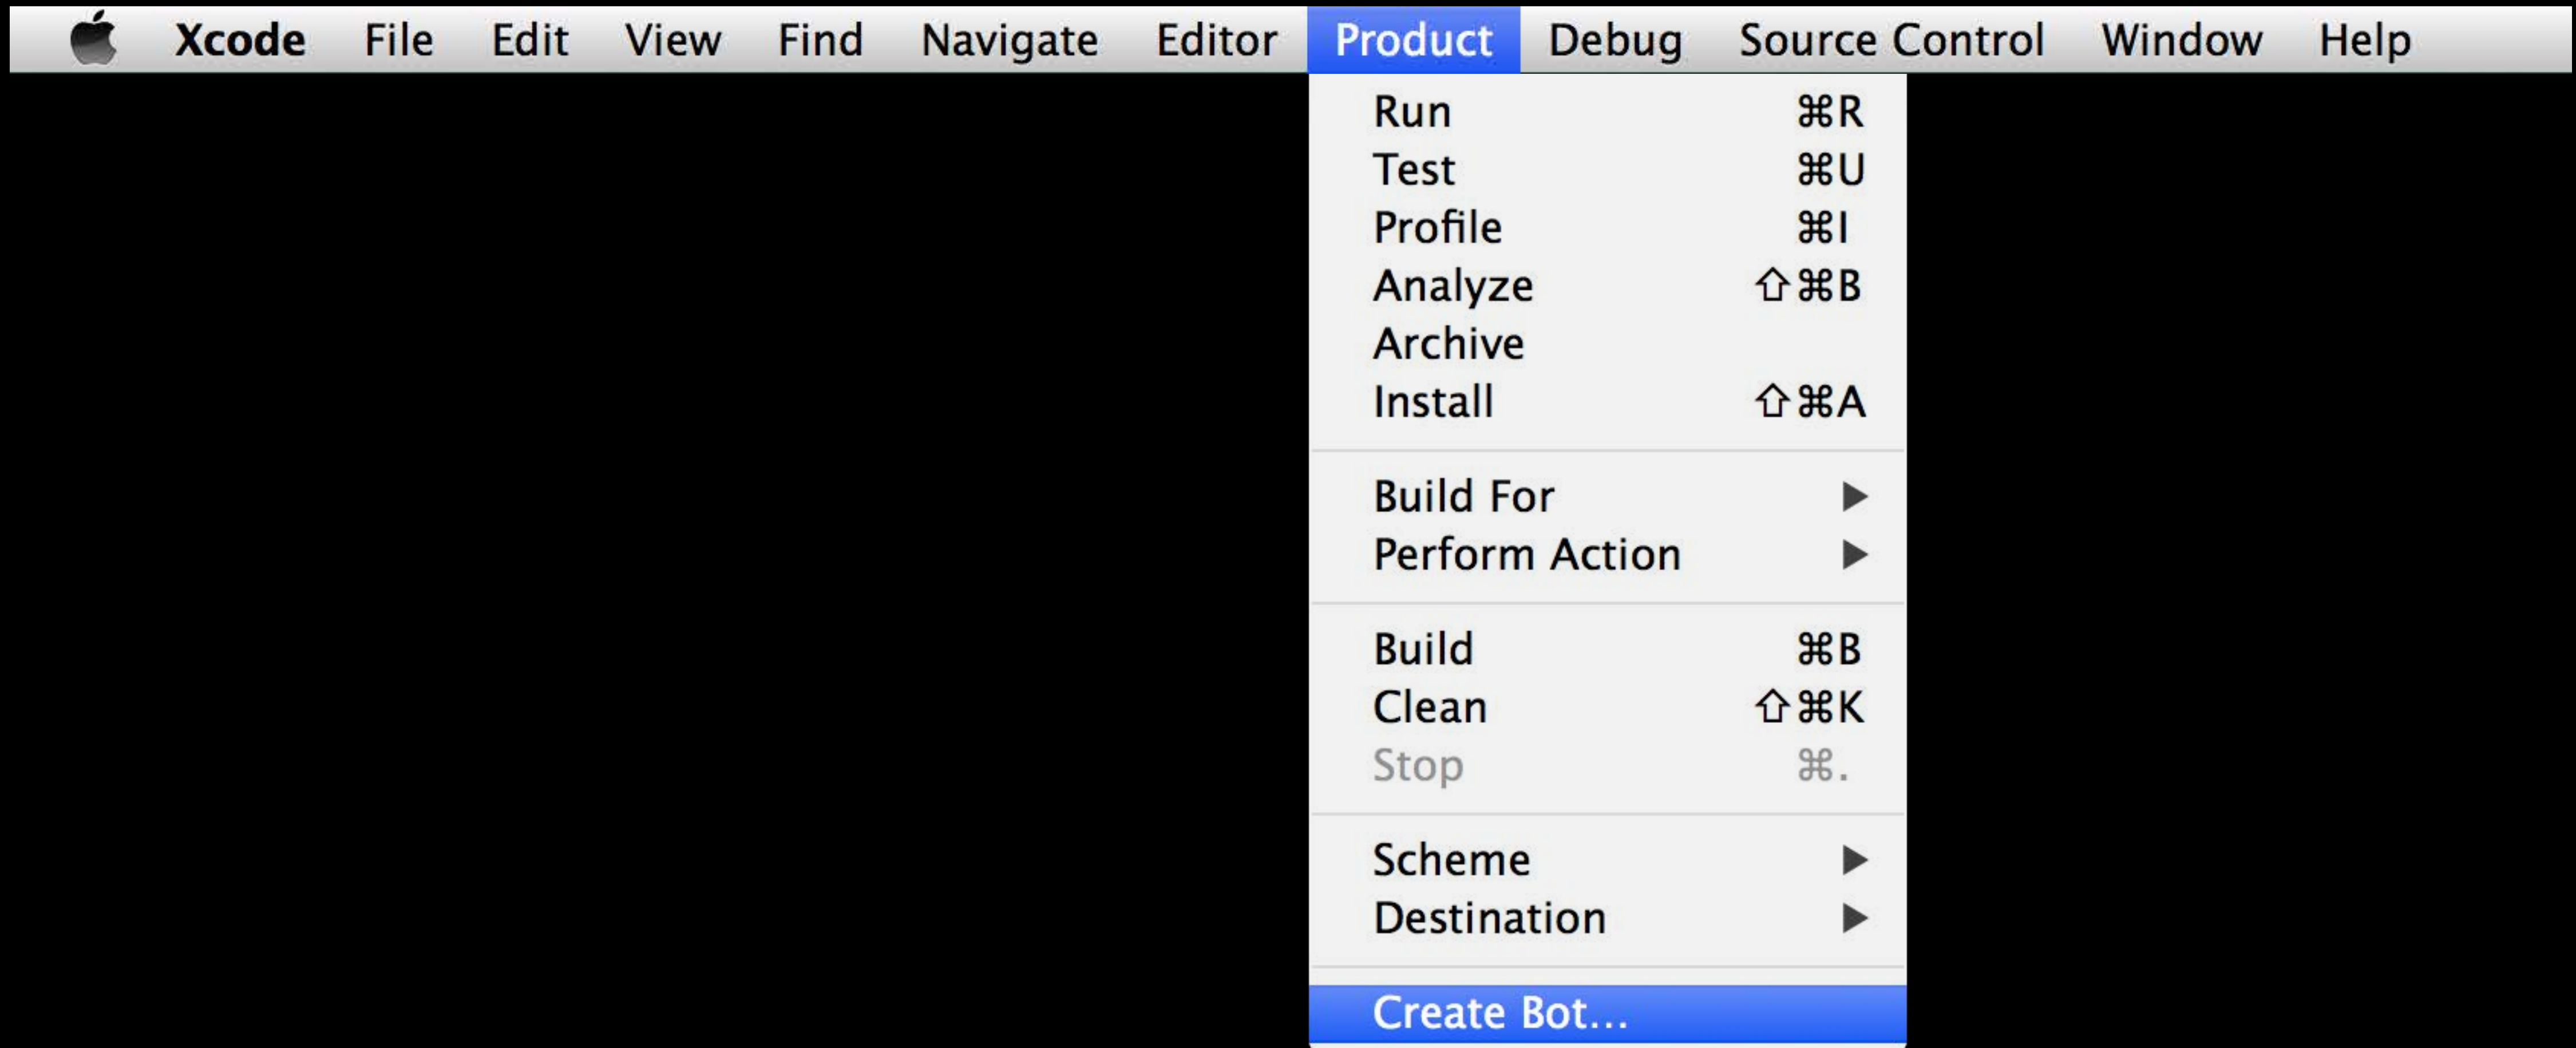 Xcode File Edit View Find Navigate Editor Product Debug Source Control Window Help
Run ⌘R
Test ⌘U
Profile ⌘I
Analyze ⇧⌘B
Archive
Install ⇧⌘A
Build For ▶
Perform Action ▶
Build ⌘B
Clean ⇧⌘K
Stop ⌘.
Scheme ▶
Destination ▶
Create Bot...